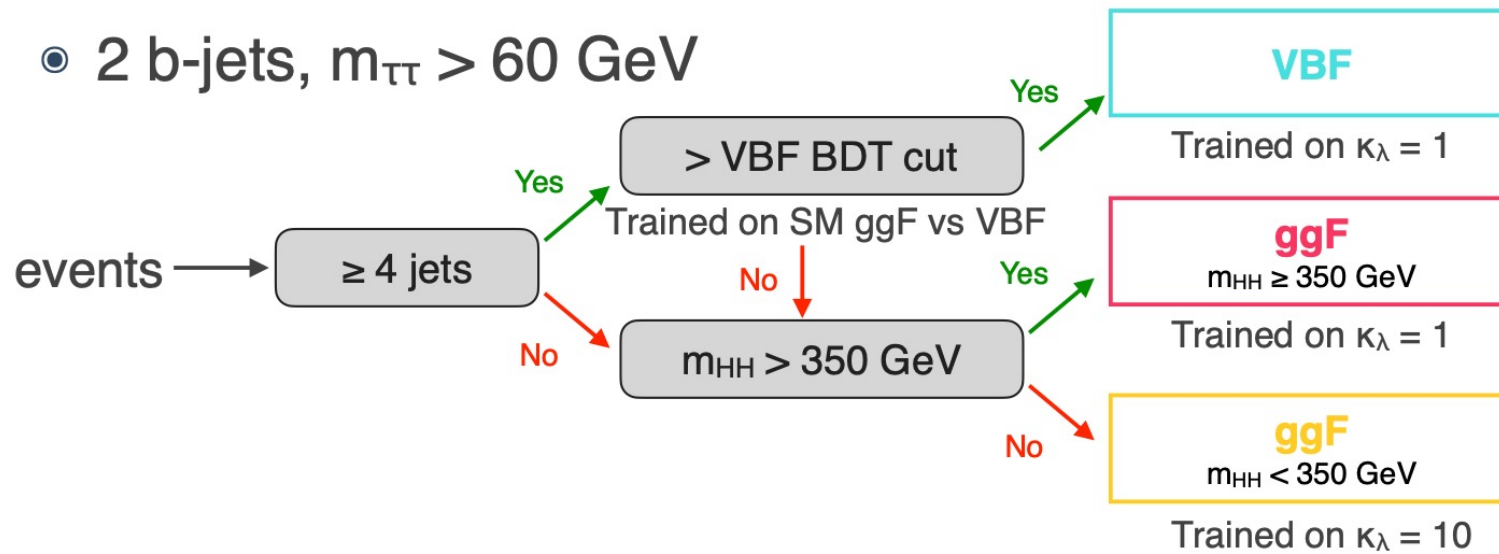 2 b-jets, mττ > 60 GeV
Yes
VBF
> VBF BDT cut
Trained on κλ = 1
Yes
Trained on SM ggF vs VBF
ggF
events
≥ 4 jets
No
Yes
mHH ≥ 350 GeV
Trained on κλ = 1
No
mHH > 350 GeV
ggF
No
mHH < 350 GeV
Trained on κλ = 10